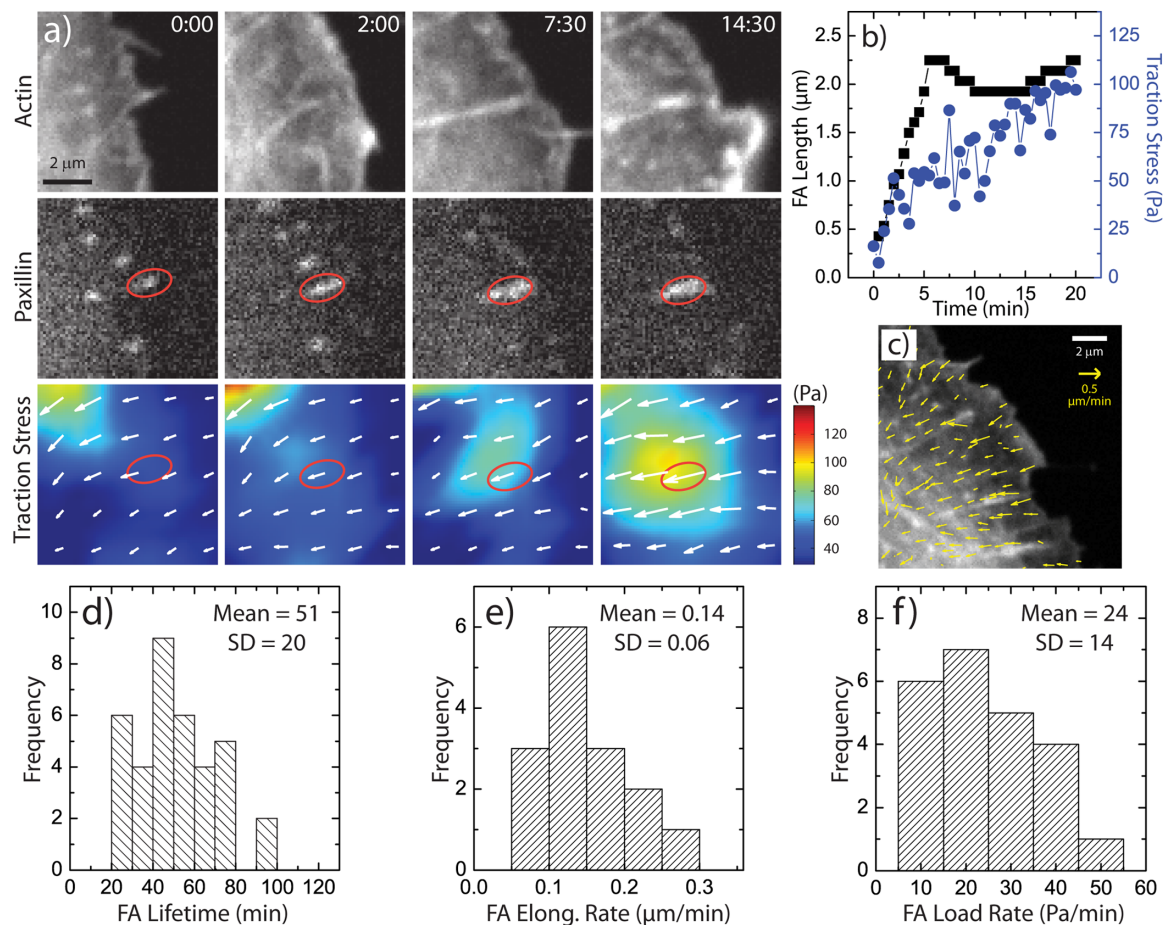 a)
0:00
2:00
7:30
14:30
Actin
2 μm
Paxillin
Traction Stress
(Pa)
120
100
80
60
40
b)
2.5
2.0
1.5
1.0
0.5
0.0
FA Length (μm)
125
100
75
50
25
0
Traction Stress
(Pa)
0
5
10
15
20
Time (min)
c)
2 μm
0.5
μm/min
d)
Mean = 51
SD = 20
10
8
6
4
2
0
Frequency
0
20
40
60
80
100
120
FA Lifetime (min)
e)
Mean = 0.14
SD = 0.06
6
4
2
0
Frequency
0.0
0.1
0.2
0.3
FA Elong. Rate (μm/min)
f)
Mean = 24
SD = 14
8
6
4
2
0
Frequency
0
10
20
30
40
50
60
FA Load Rate (Pa/min)